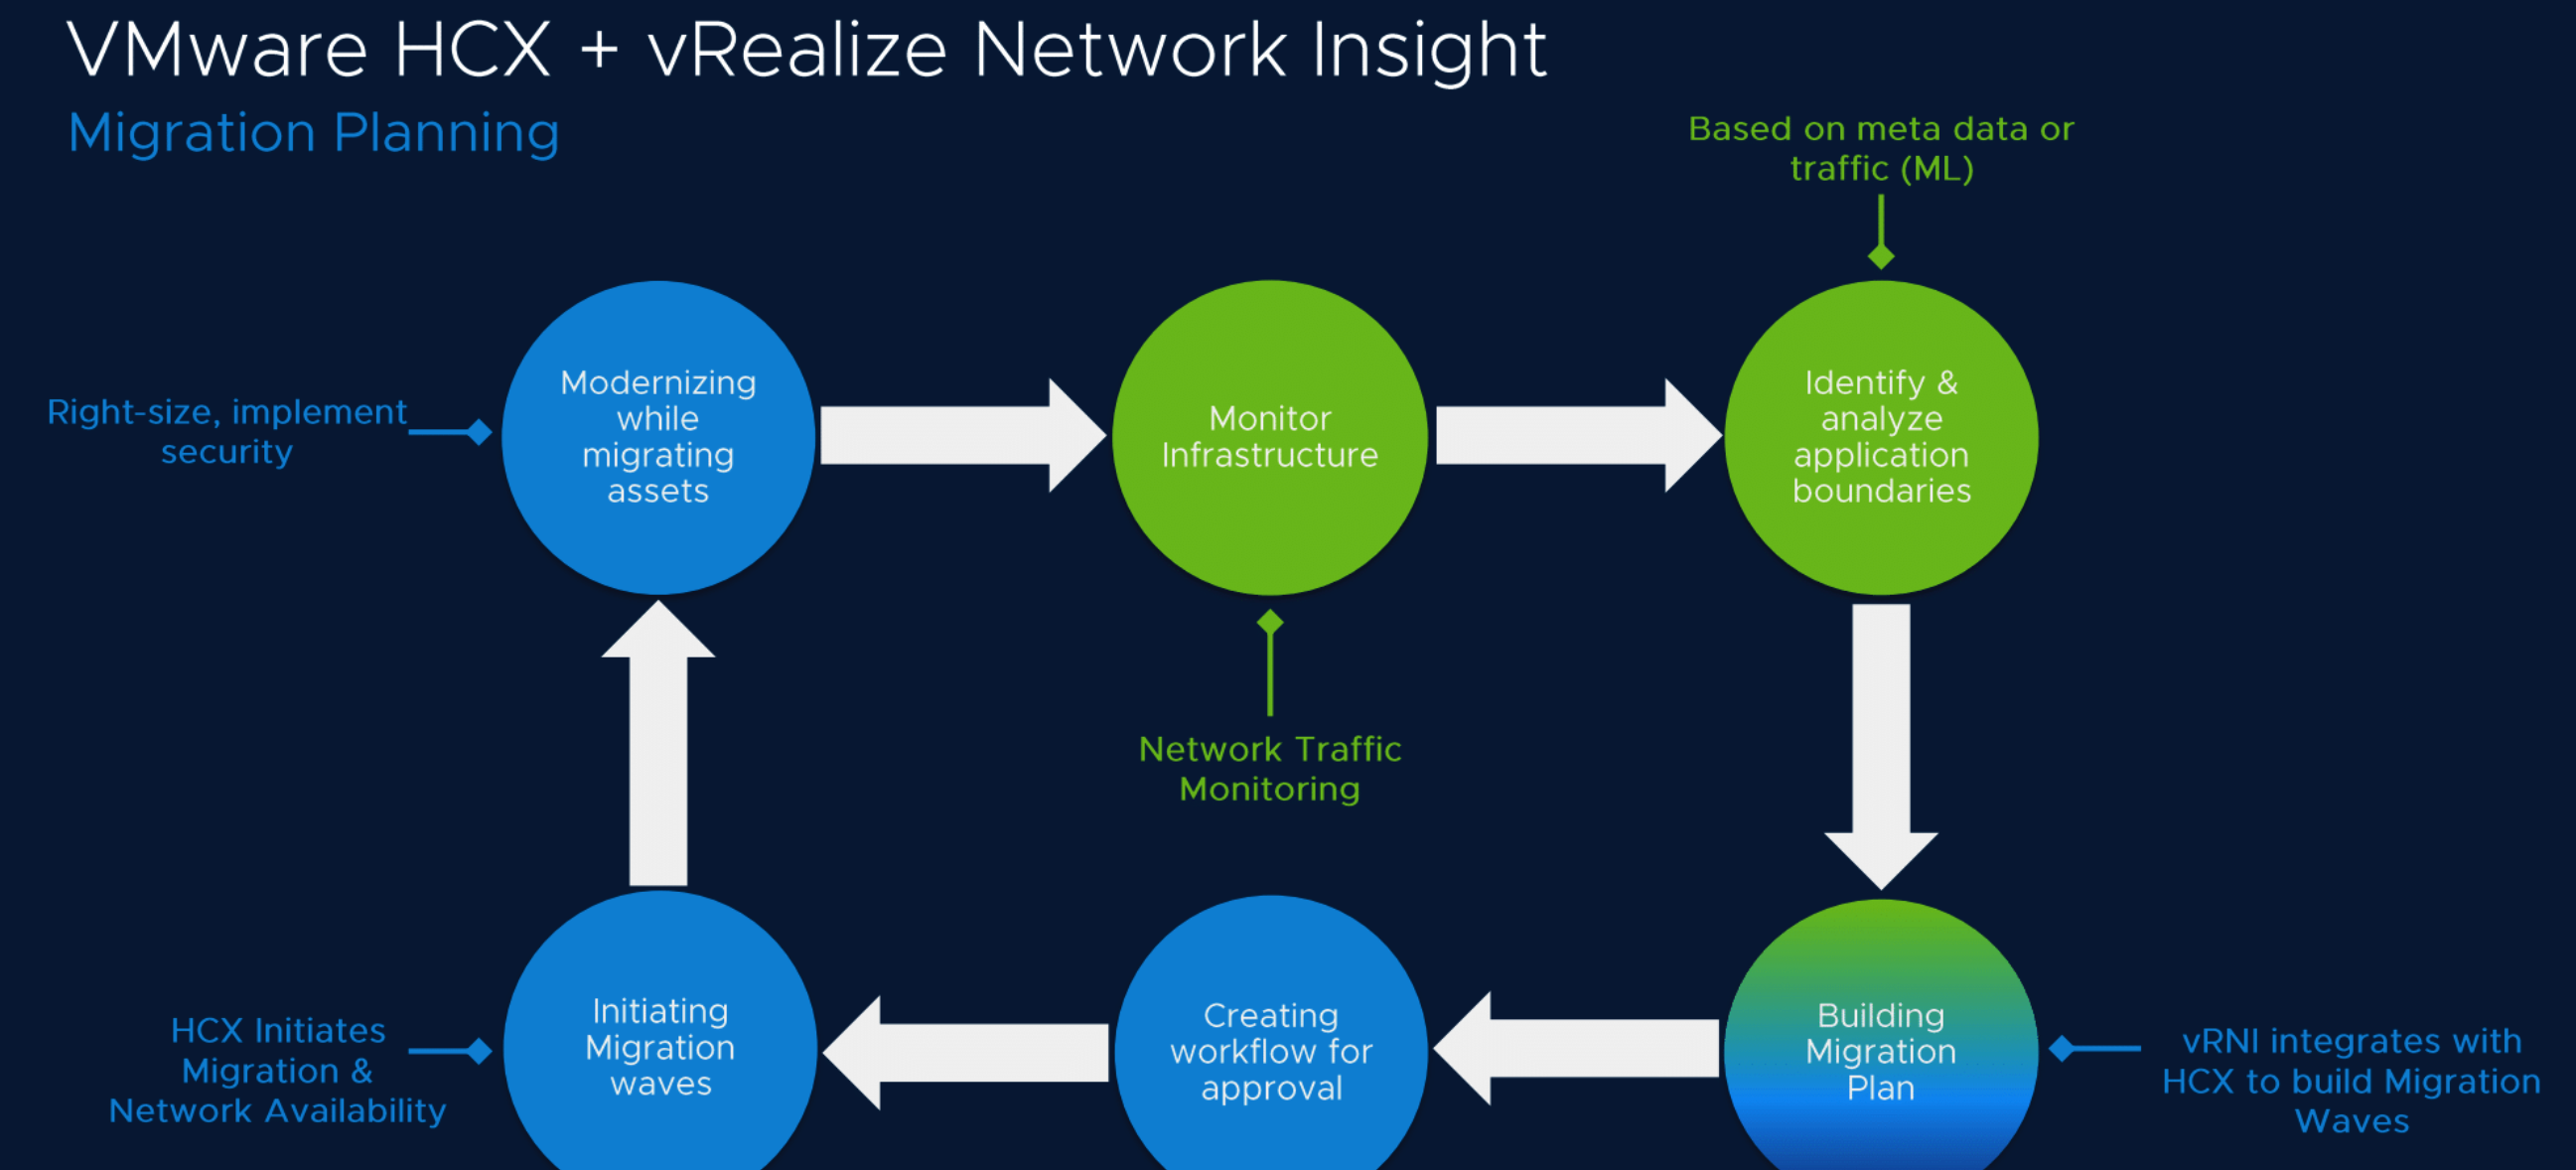 VMware HCX + vRealize Network Insight
Migration Planning
Based on meta data or
traffic (ML)
Right-size, implement
security
Modernizing
while
migrating
assets
Monitor
Infrastructure
Identify &
analyze
application
boundaries
Network Traffic
Monitoring
HCX Initiates
Migration &
Network Availability
Initiating
Migration
waves
Creating
workflow for
approval
Building
Migration
Plan
vRNI integrates with
HCX to build Migration
Waves